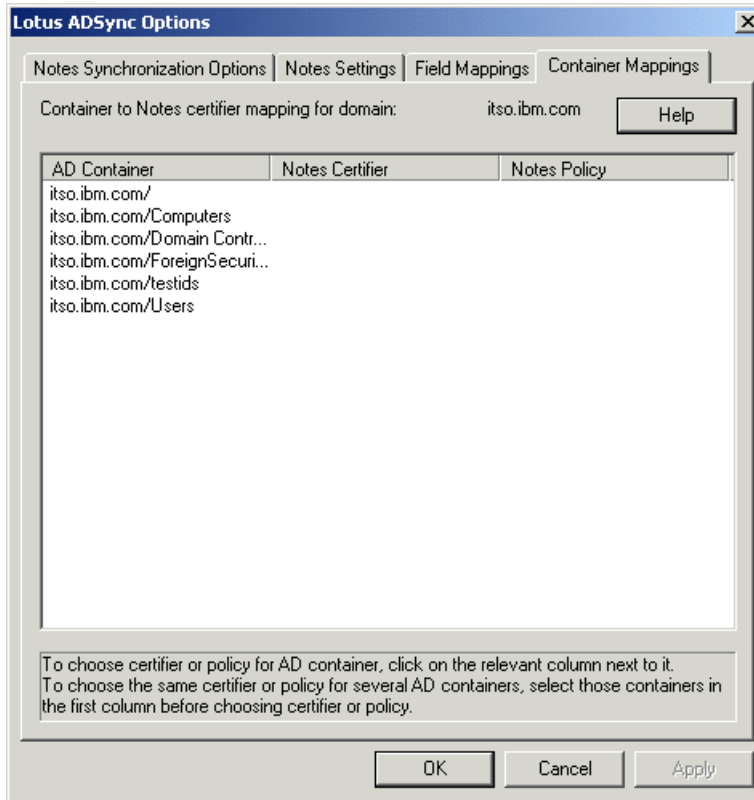 Lotus ADSync Options
Notes Synchronization Options Notes Settings Field Mappings Container Mappings
Container to Notes certifier mapping for domain: itso.ibm.com Help
AD Container Notes Certifier Notes Policy
itso.ibm.com/
itso.ibm.com/Computers
itso.ibm.com/Domain Contr...
itso.ibm.com/ForeignSecuri...
itso.ibm.com/testids
itso.ibm.com/Users
To choose certifier or policy for AD container, click on the relevant column next to it.
To choose the same certifier or policy for several AD containers, select those containers in
the first column before choosing certifier or policy.
OK Cancel Apply